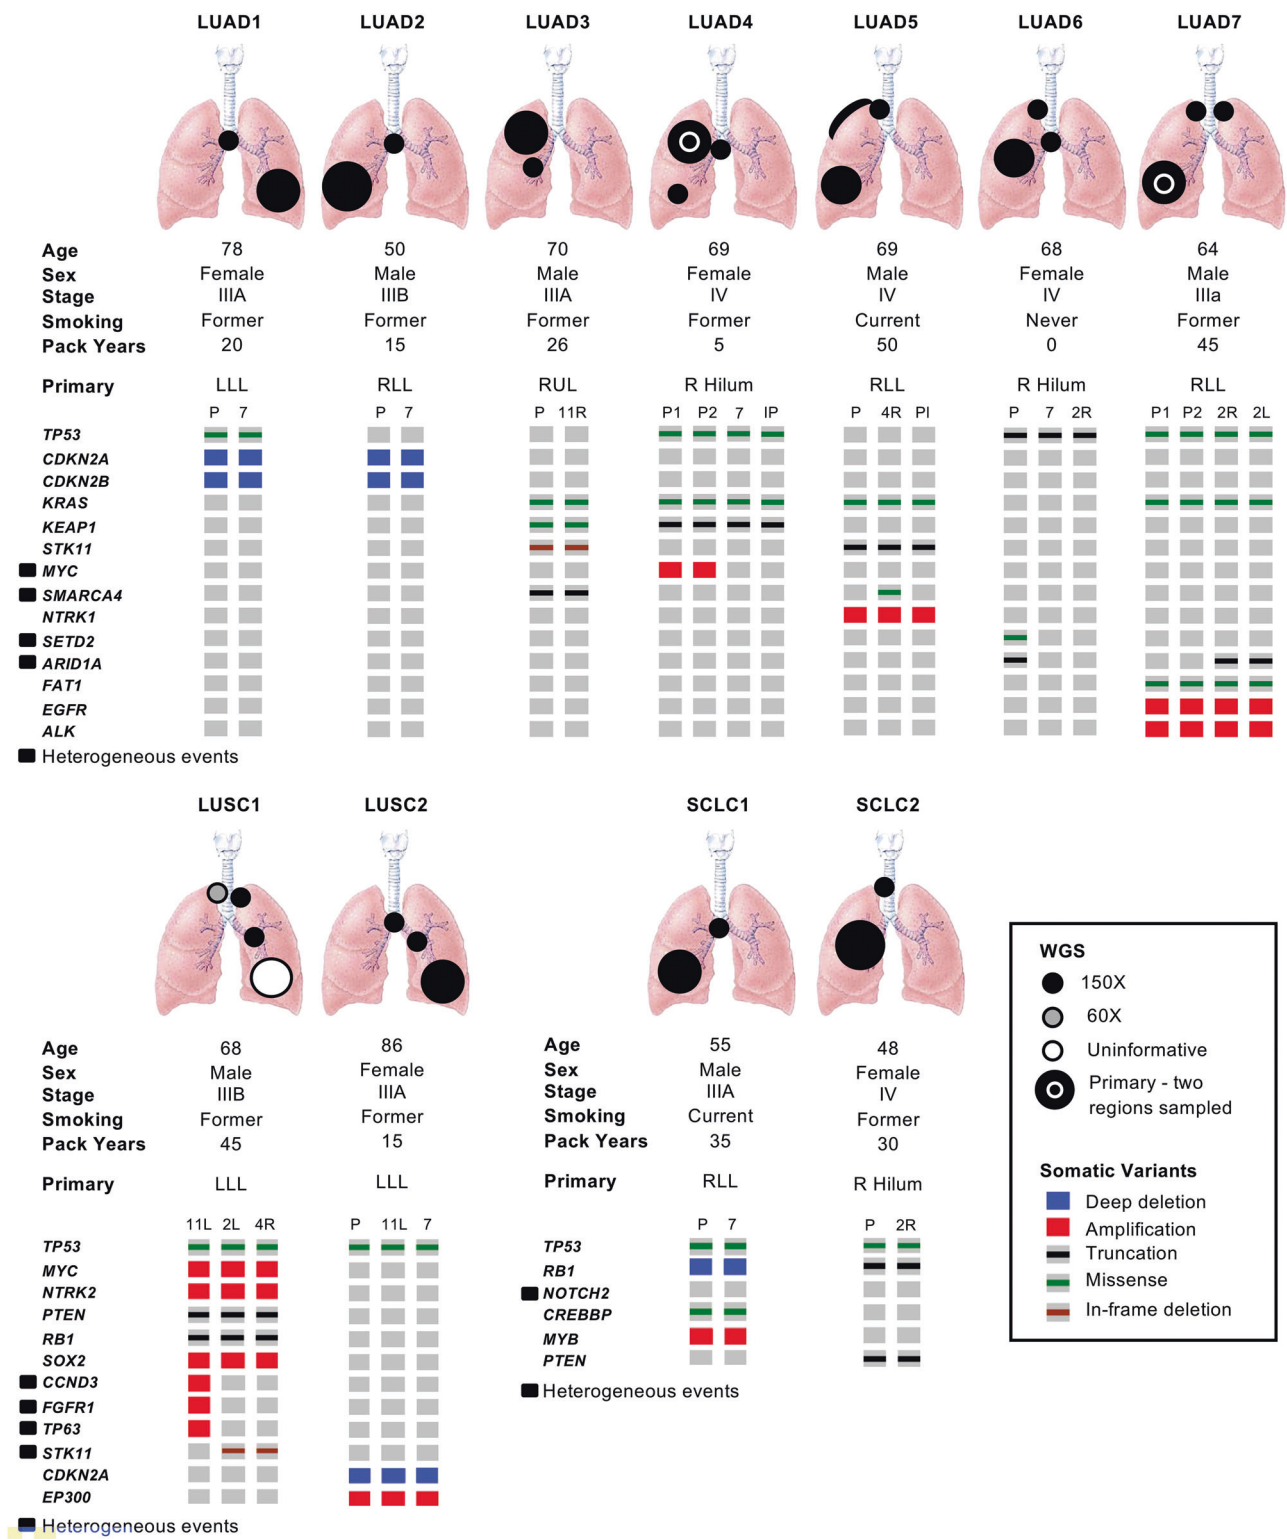 LUAD1 LUAD2 LUAD3 LUAD4 LUAD5 LUAD6 LUAD7
Age 78 50 70 69 69 68 64
Sex Female Male Male Female Male Female Male
Stage IIIA IIIB IIIA IV IV IV IIIa
Smoking Former Former Former Former Current Never Former
Pack Years 20 15 26 5 50 0 45
Primary LLL RLL RUL R Hilum RLL R Hilum RLL
P 7 P 7 P 11R P1 P2 7 IP P 4R PI P 7 2R P1 P2 2R 2L
TP53
CDKN2A
CDKN2B
KRAS
KEAP1
STK11
MYC
SMARCA4
NTRK1
SETD2
ARID1A
FAT1
EGFR
ALK
Heterogeneous events
LUSC1 LUSC2
Age 68 86
Sex Male Female
Stage IIIB IIIA
Smoking Former Former
Pack Years 45 15
Primary LLL LLL
11L 2L 4R P 11L 7
TP53
MYC
NTRK2
PTEN
RB1
SOX2
CCND3
FGFR1
TP63
STK11
CDKN2A
EP300
Heterogeneous events
SCLC1 SCLC2
Age 55 48
Sex Male Female
Stage IIIA IV
Smoking Current Former
Pack Years 35 30
Primary RLL R Hilum
P 7 P 2R
TP53
RB1
NOTCH2
CREBBP
MYB
PTEN
Heterogeneous events
WGS
150X
60X
Uninformative
Primary - two
regions sampled
Somatic Variants
Deep deletion
Amplification
Truncation
Missense
In-frame deletion